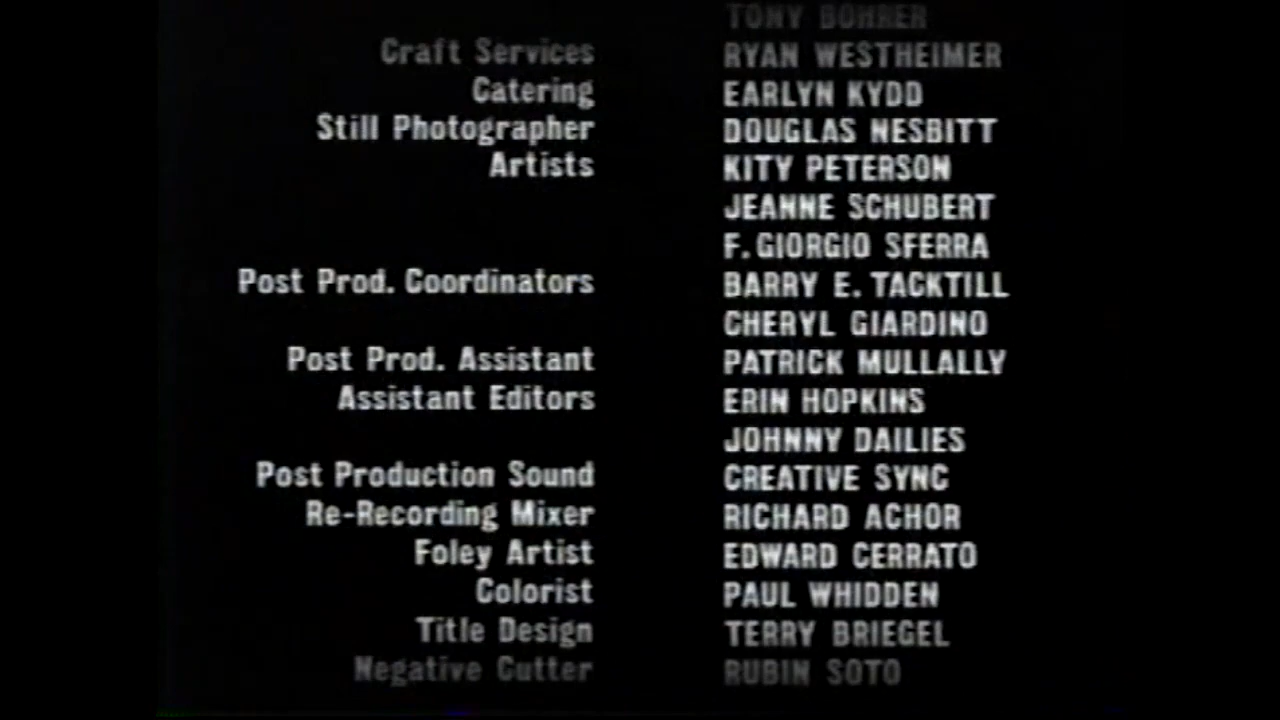 TONY BOHRER
Craft Services RYAN WESTHEIMER
Catering EARLYN KYDD
Still Photographer DOUGLAS NESBITT
Artists KITY PETERSON
JEANNE SCHUBERT
F. GIORGIO SFERRA
Post Prod. Coordinators BARRY E. TACKTILL
CHERYL GIARDINO
Post Prod. Assistant PATRICK MULLALLY
Assistant Editors ERIN HOPKINS
JOHNNY DAILIES
Post Production Sound CREATIVE SYNC
Re-Recording Mixer RICHARD ACHOR
Foley Artist EDWARD CERRATO
Colorist PAUL WHIDDEN
Title Design TERRY BRIEGEL
Negative Cutter RUBIN SOTO